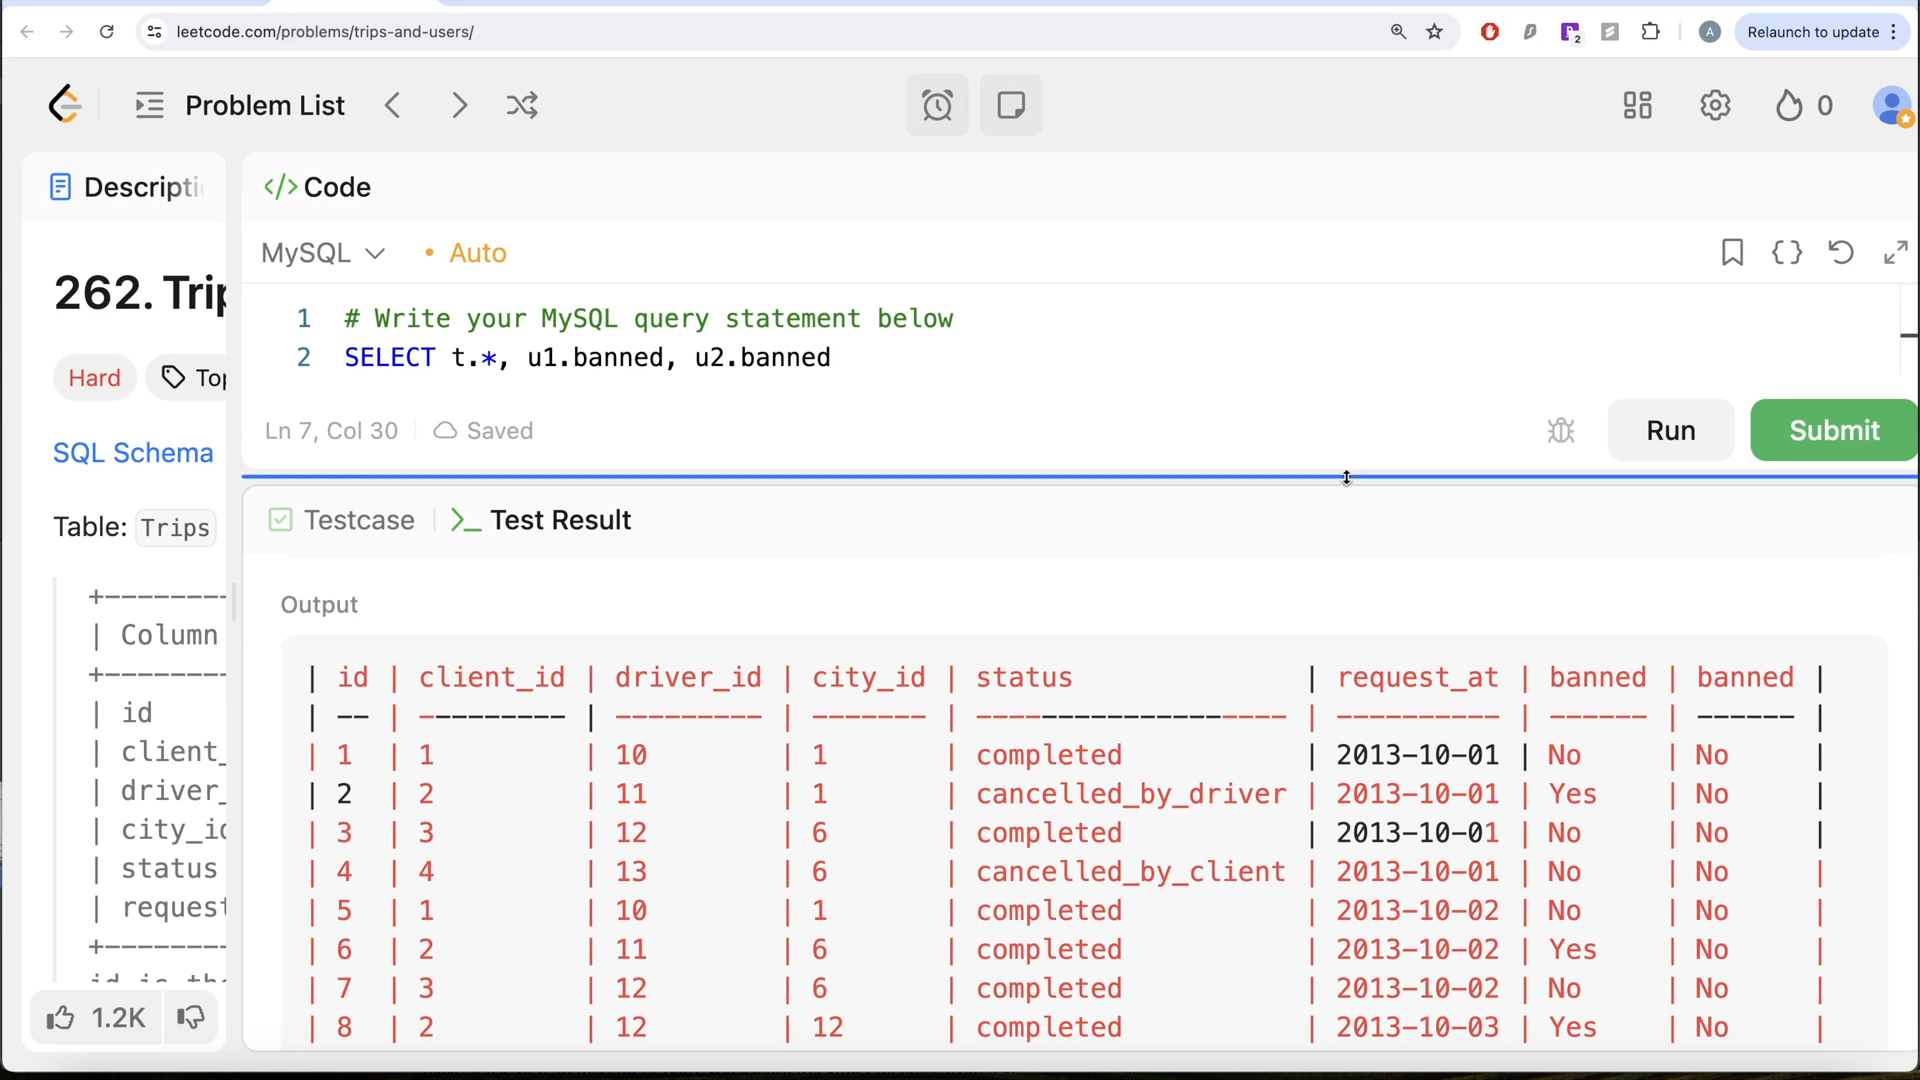 leetcode.com/problems/trips-and-users/
2
A
Relaunch to update
Problem List
0
Descripti
</> Code
MySQL
• Auto
262. Trip
1 # Write your MySQL query statement below
2 SELECT t.*, u1.banned, u2.banned
Hard
Top
Ln 7, Col 30
Saved
Run
Submit
SQL Schema
Table: Trips
Testcase
>_ Test Result
+--------
| Column
+--------
| id
| client_
| driver_
| city_id
| status
| request
+--------
1.2K
Output
| id | client_id | driver_id | city_id | status | request_at | banned | banned |
| -- | --------- | --------- | ------- | ------------------- | ---------- | ------ | ------ |
| 1 | 1 | 10 | 1 | completed | 2013-10-01 | No | No |
| 2 | 2 | 11 | 1 | cancelled_by_driver | 2013-10-01 | Yes | No |
| 3 | 3 | 12 | 6 | completed | 2013-10-01 | No | No |
| 4 | 4 | 13 | 6 | cancelled_by_client | 2013-10-01 | No | No |
| 5 | 1 | 10 | 1 | completed | 2013-10-02 | No | No |
| 6 | 2 | 11 | 6 | completed | 2013-10-02 | Yes | No |
| 7 | 3 | 12 | 6 | completed | 2013-10-02 | No | No |
| 8 | 2 | 12 | 12 | completed | 2013-10-03 | Yes | No |